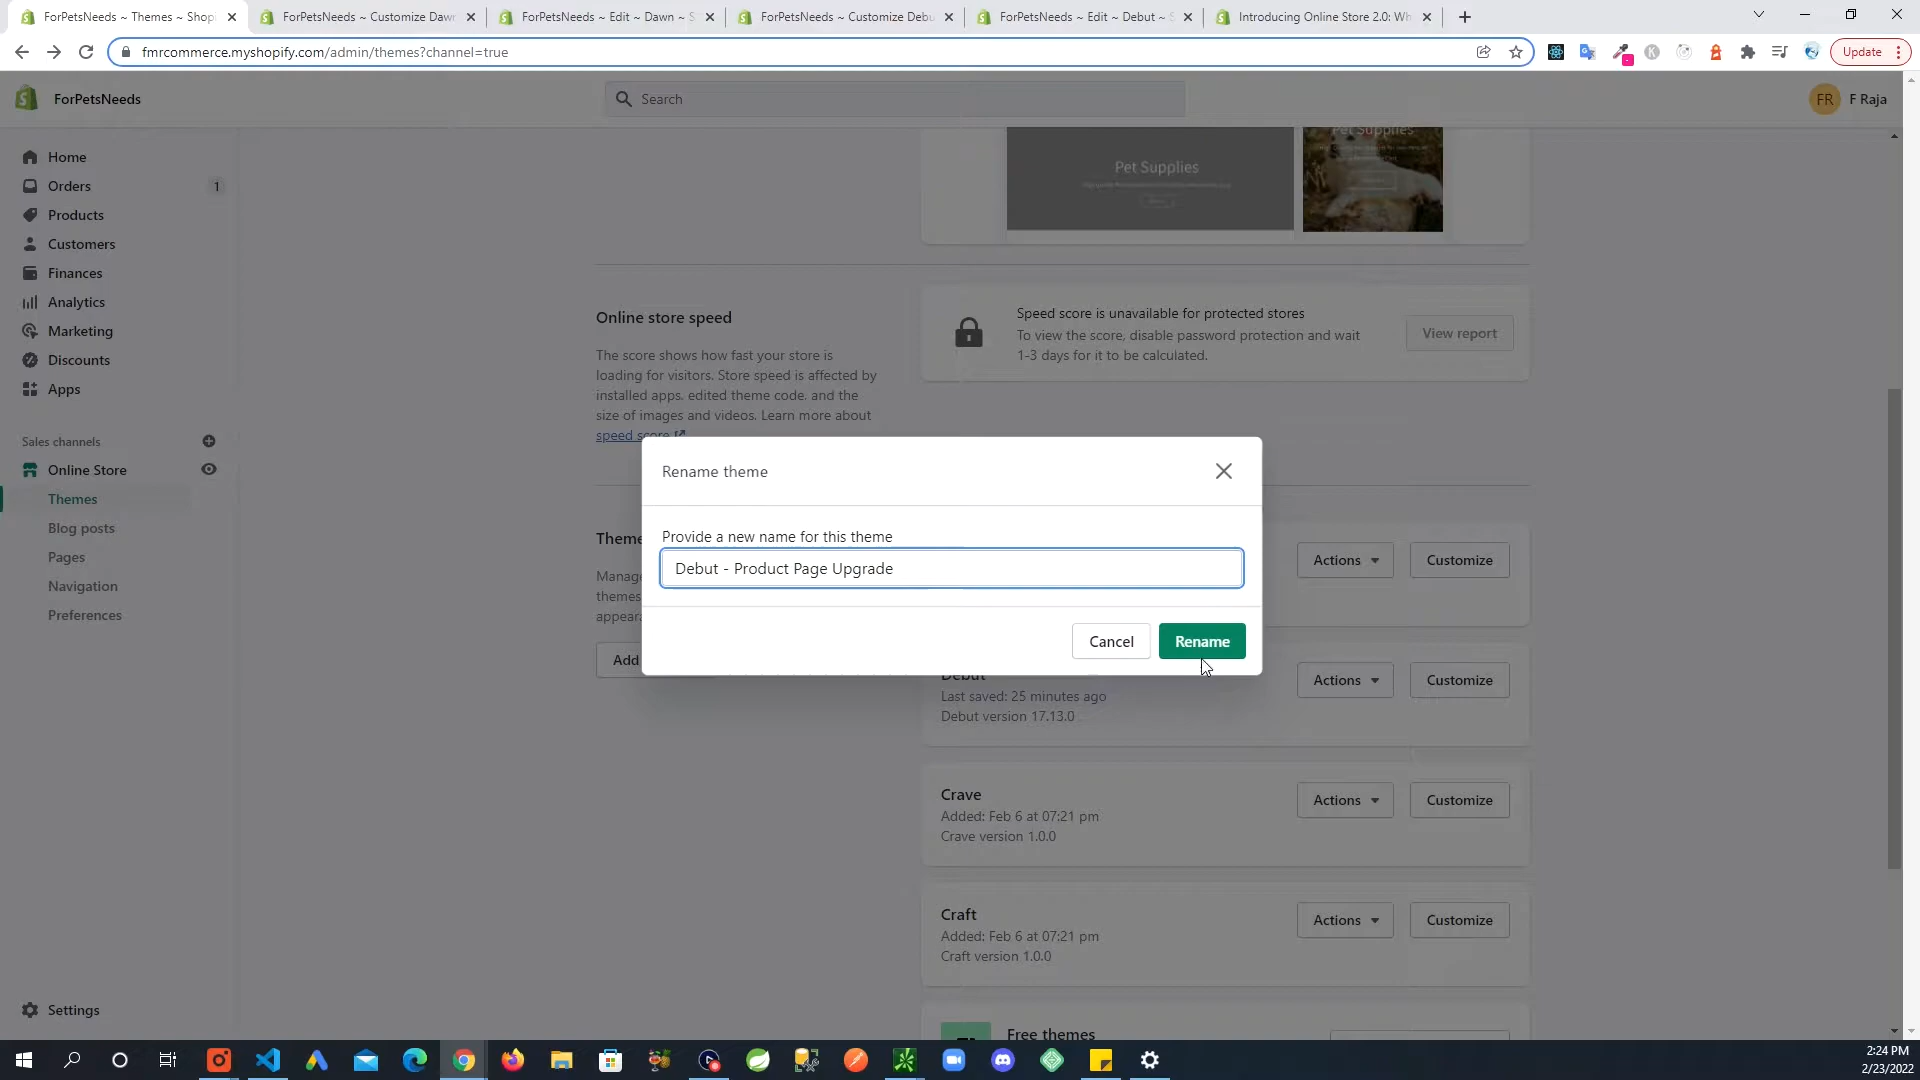 ForPetsNeeds ~ Themes ~ Shopi
ForPetsNeeds ~ Customize Dawn
ForPetsNeeds ~ Edit ~ Dawn ~ S
ForPetsNeeds ~ Customize Debu
ForPetsNeeds ~ Edit ~ Debut ~ S
Introducing Online Store 2.0: Wh
fmrcommerce.myshopify.com/admin/themes?channel=true
Update
ForPetsNeeds
Search
FR
F Raja
Home
Orders
1
Products
Customers
Finances
Analytics
Marketing
Discounts
Apps
Sales channels
Online Store
Themes
Blog posts
Pages
Navigation
Preferences
Settings
Pet Supplies
Pet Supplies
Online store speed
The score shows how fast your store is
loading for visitors. Store speed is affected by
installed apps, edited theme code, and the
size of images and videos. Learn more about
speed score
Speed score is unavailable for protected stores
To view the score, disable password protection and wait
1-3 days for it to be calculated.
View report
Theme
Manag
themes
appeara
Add
Rename theme
Provide a new name for this theme
Debut - Product Page Upgrade
Cancel
Rename
Actions
Customize
Debut
Last saved: 25 minutes ago
Debut version 17.13.0
Actions
Customize
Crave
Added: Feb 6 at 07:21 pm
Crave version 1.0.0
Actions
Customize
Craft
Added: Feb 6 at 07:21 pm
Craft version 1.0.0
Actions
Customize
Free themes
2:24 PM
2/23/2022